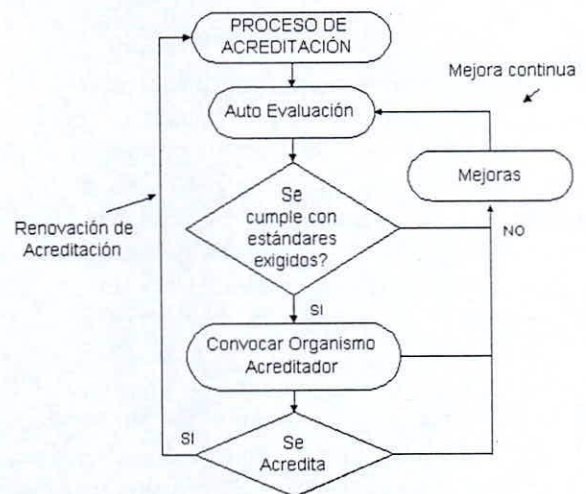 PROCESO DE
ACREDITACIÓN
Mejora continua
Auto Evaluación
Mejoras
Se
cumple con
estándares
exigidos?
Renovación de
Acreditación
NO
SI
Convocar Organismo
Acreditador
SI
Se
Acredita